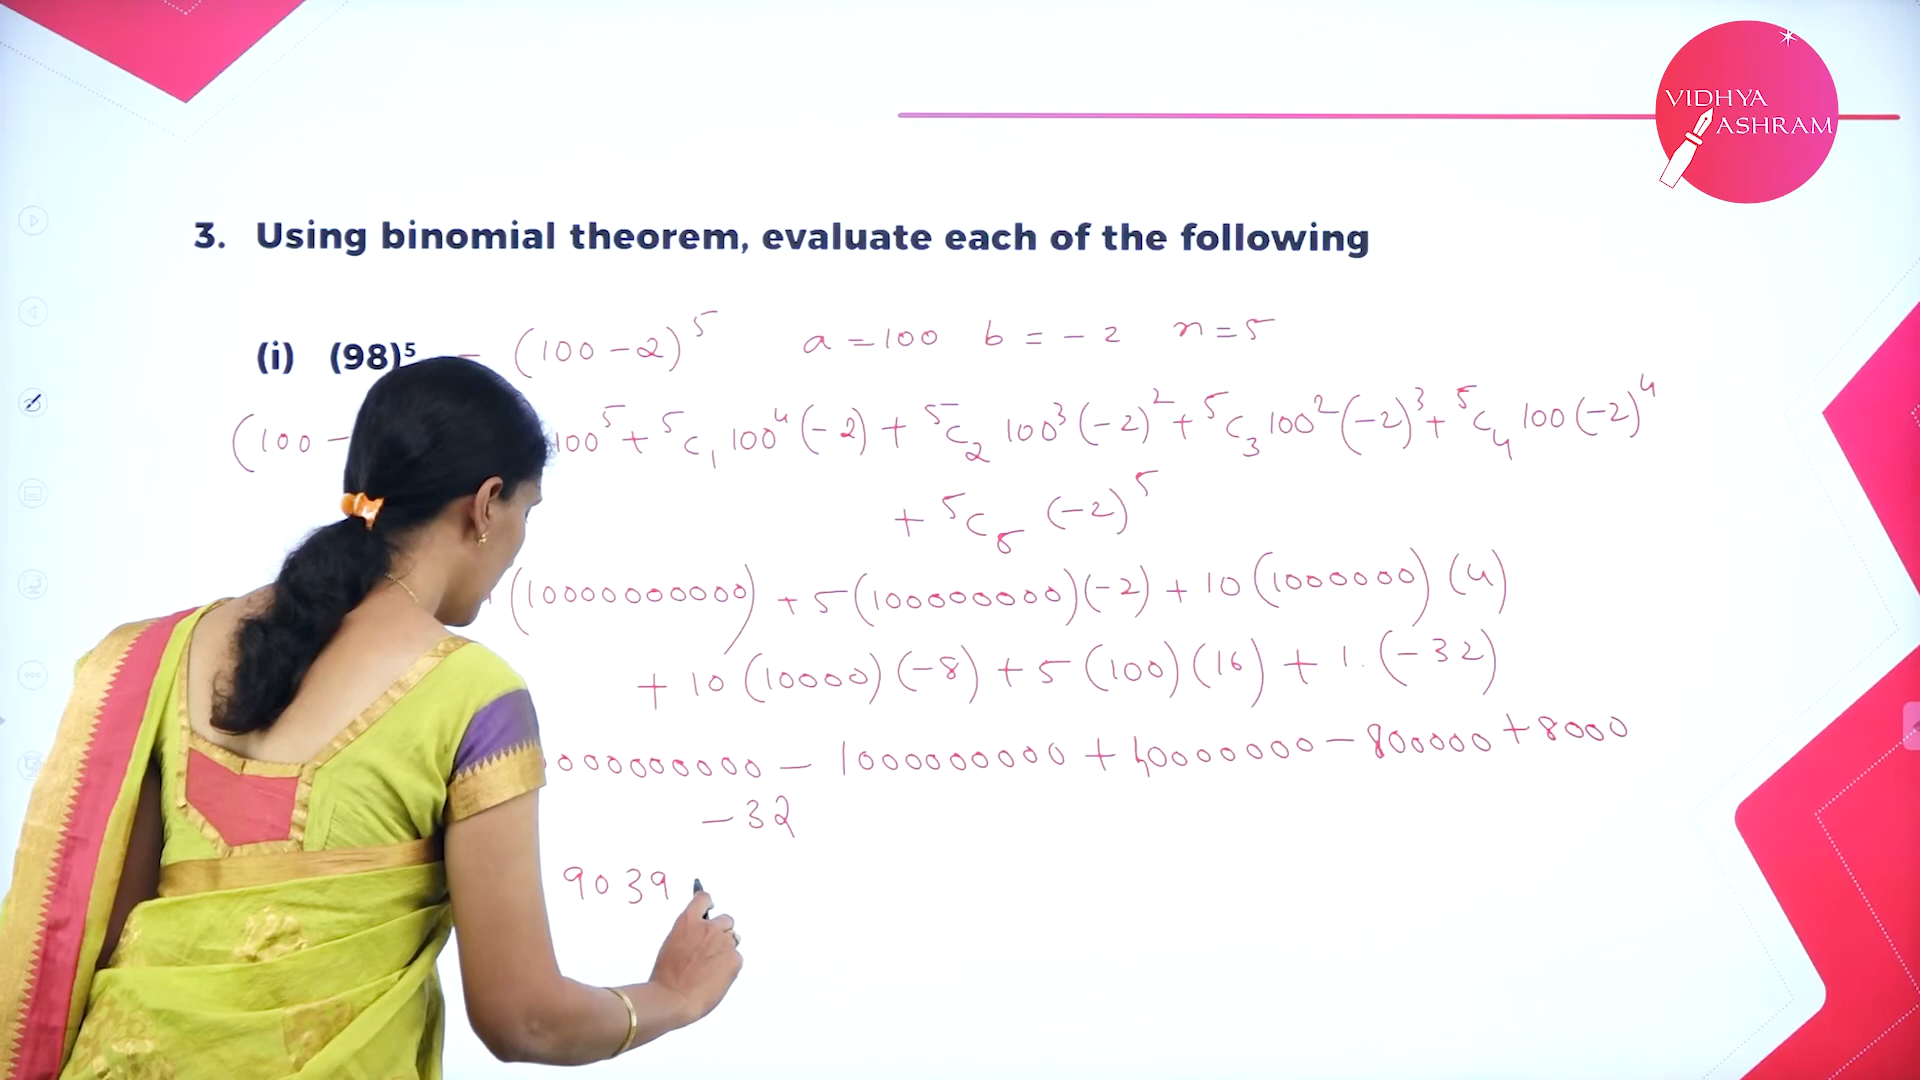 VIDHYA
ASHRAM
3. Using binomial theorem, evaluate each of the following
(i) (98)⁵ = (100-2)⁵ a=100 b=-2 n=5
(100- 100⁵+⁵C₁ 100⁴(-2)+ ⁵C₂ 100³(-2)²+⁵C₃100²(-2)³+⁵C₄ 100(-2)⁴
+ ⁵C₅ (-2)⁵
(10000000000) +5(100000000)(-2)+10(1000000)(4)
+10(10000)(-8)+5(100)(16)+1.(-32)
0000000000- 1000000000+40000000-800000+8000
-32
9039